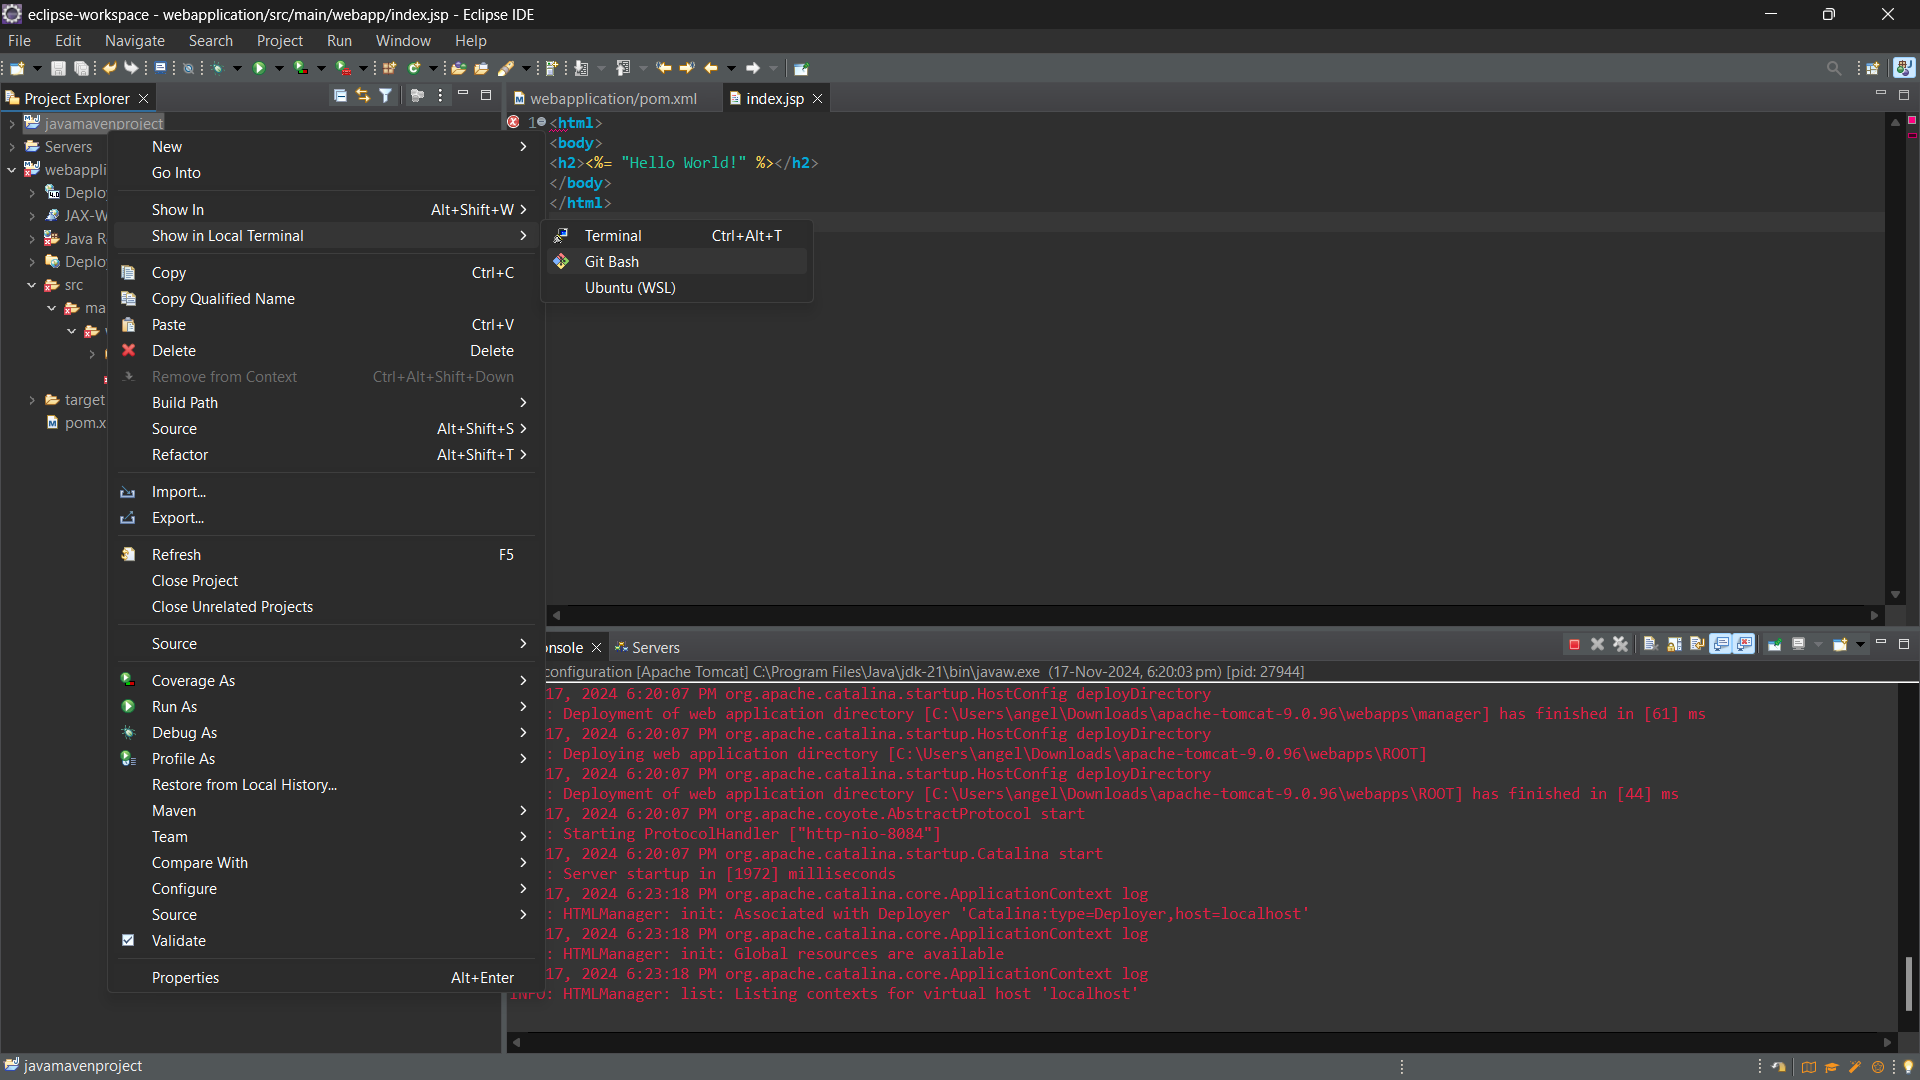 eclipse-workspace - webapplication/src/main/webapp/index.jsp - Eclipse IDE
File Edit Navigate Search Project Run Window Help
Project Explorer
webapplication/pom.xml index.jsp
javamavenproject
Servers
webappli
Deplo
JAX-W
Java R
Deplo
src
ma
target
pom.x
New
Go Into
Show In Alt+Shift+W
Show in Local Terminal
Copy Ctrl+C
Copy Qualified Name
Paste Ctrl+V
Delete Delete
Remove from Context Ctrl+Alt+Shift+Down
Build Path
Source Alt+Shift+S
Refactor Alt+Shift+T
Import...
Export...
Refresh F5
Close Project
Close Unrelated Projects
Source
Coverage As
Run As
Debug As
Profile As
Restore from Local History...
Maven
Team
Compare With
Configure
Source
Validate
Properties Alt+Enter
Terminal Ctrl+Alt+T
Git Bash
Ubuntu (WSL)
1 <html>
<body>
<h2><%= "Hello World!" %></h2>
</body>
</html>
onsole Servers
configuration [Apache Tomcat] C:\Program Files\Java\jdk-21\bin\javaw.exe (17-Nov-2024, 6:20:03 pm) [pid: 27944]
17, 2024 6:20:07 PM org.apache.catalina.startup.HostConfig deployDirectory
: Deployment of web application directory [C:\Users\angel\Downloads\apache-tomcat-9.0.96\webapps\manager] has finished in [61] ms
17, 2024 6:20:07 PM org.apache.catalina.startup.HostConfig deployDirectory
: Deploying web application directory [C:\Users\angel\Downloads\apache-tomcat-9.0.96\webapps\ROOT]
17, 2024 6:20:07 PM org.apache.catalina.startup.HostConfig deployDirectory
: Deployment of web application directory [C:\Users\angel\Downloads\apache-tomcat-9.0.96\webapps\ROOT] has finished in [44] ms
17, 2024 6:20:07 PM org.apache.coyote.AbstractProtocol start
: Starting ProtocolHandler ["http-nio-8084"]
17, 2024 6:20:07 PM org.apache.catalina.startup.Catalina start
: Server startup in [1972] milliseconds
17, 2024 6:23:18 PM org.apache.catalina.core.ApplicationContext log
: HTMLManager: init: Associated with Deployer 'Catalina:type=Deployer,host=localhost'
17, 2024 6:23:18 PM org.apache.catalina.core.ApplicationContext log
: HTMLManager: init: Global resources are available
17, 2024 6:23:18 PM org.apache.catalina.core.ApplicationContext log
INFO: HTMLManager: list: Listing contexts for virtual host 'localhost'
javamavenproject